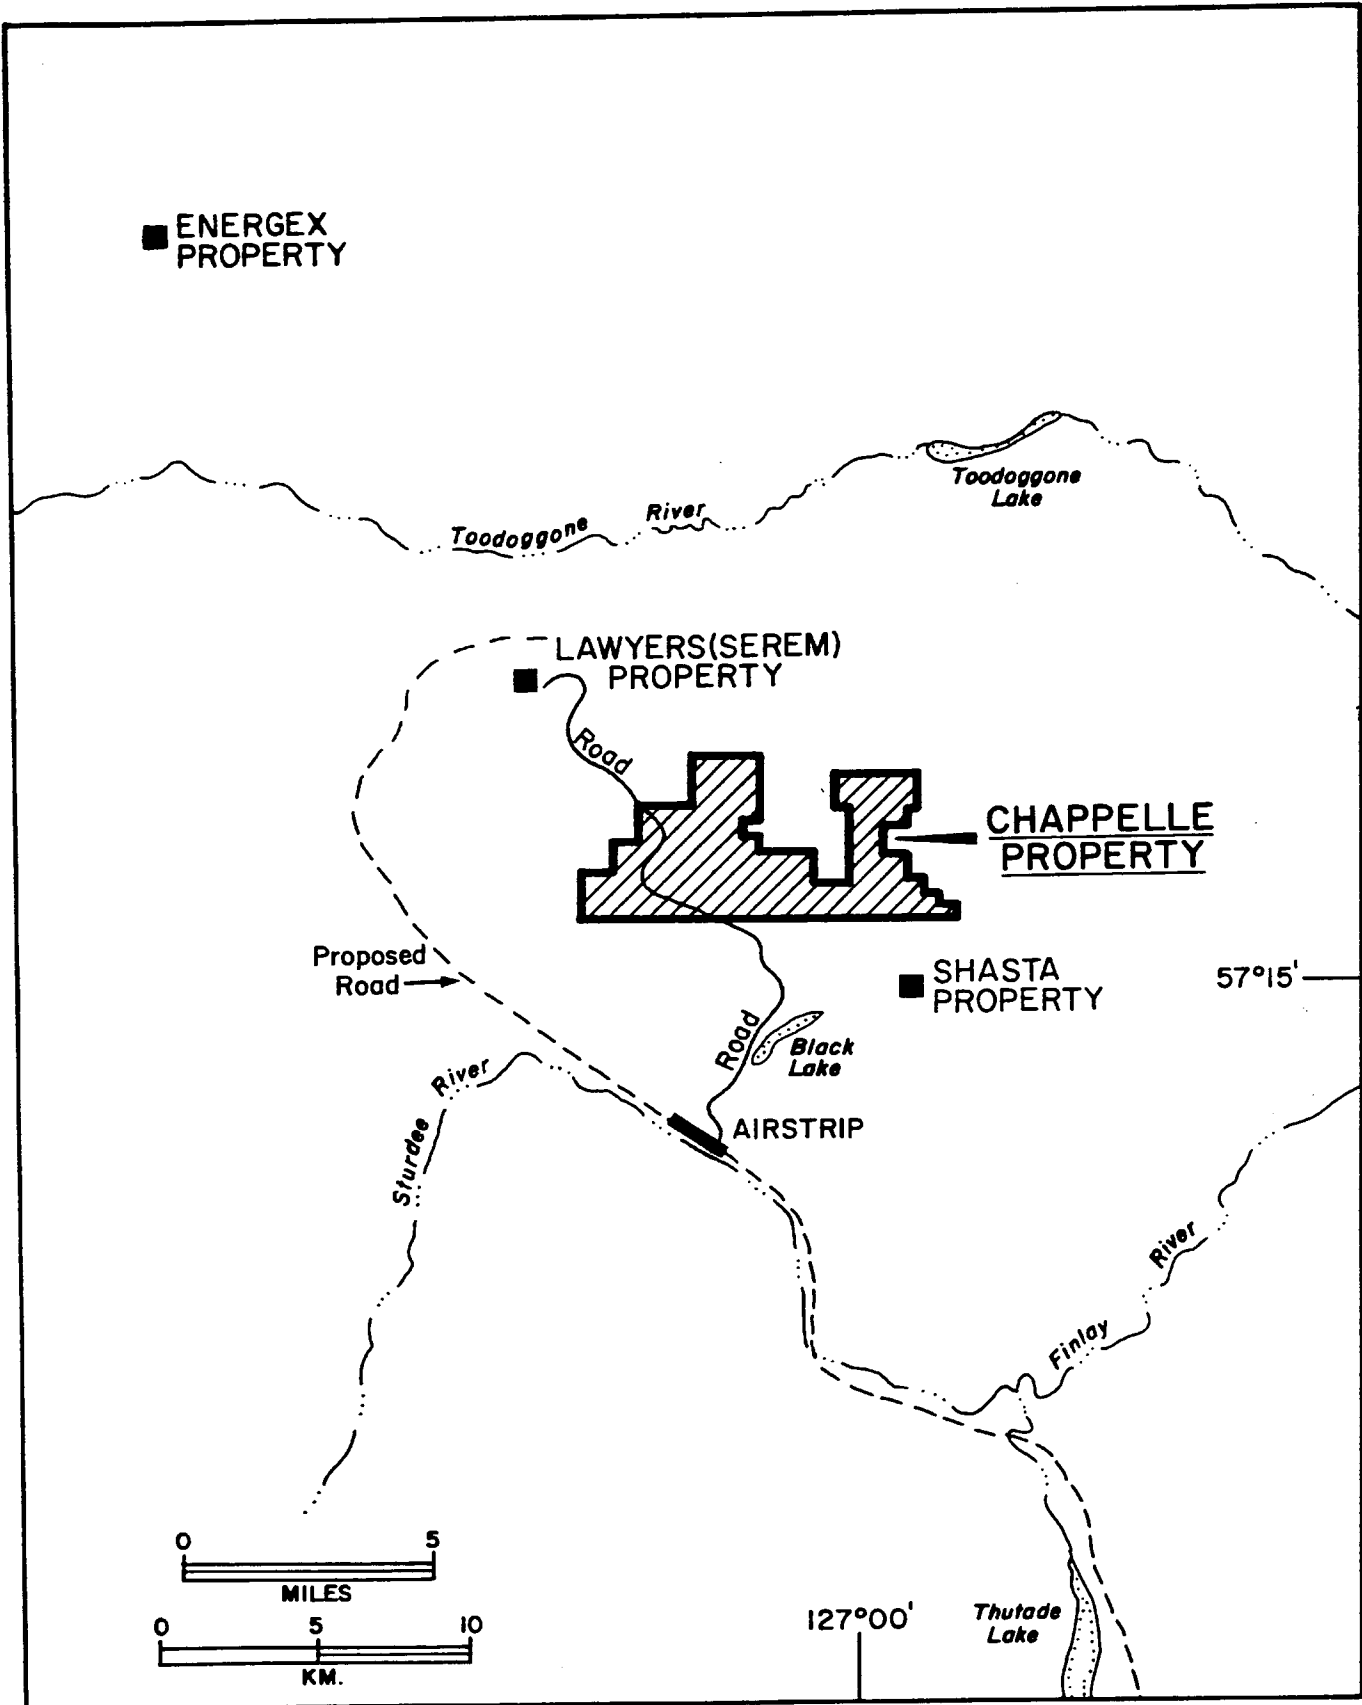 ENERGEX
PROPERTY
Toodoggone
Lake
Toodoggone River
LAWYERS(SEREM)
PROPERTY
Road
CHAPPELLE
PROPERTY
Proposed
Road
SHASTA
PROPERTY
57°15'
Road
Black
Lake
Sturdee River
AIRSTRIP
Finlay River
0 5
MILES
0 5 10
KM.
127°00'
Thutade
Lake